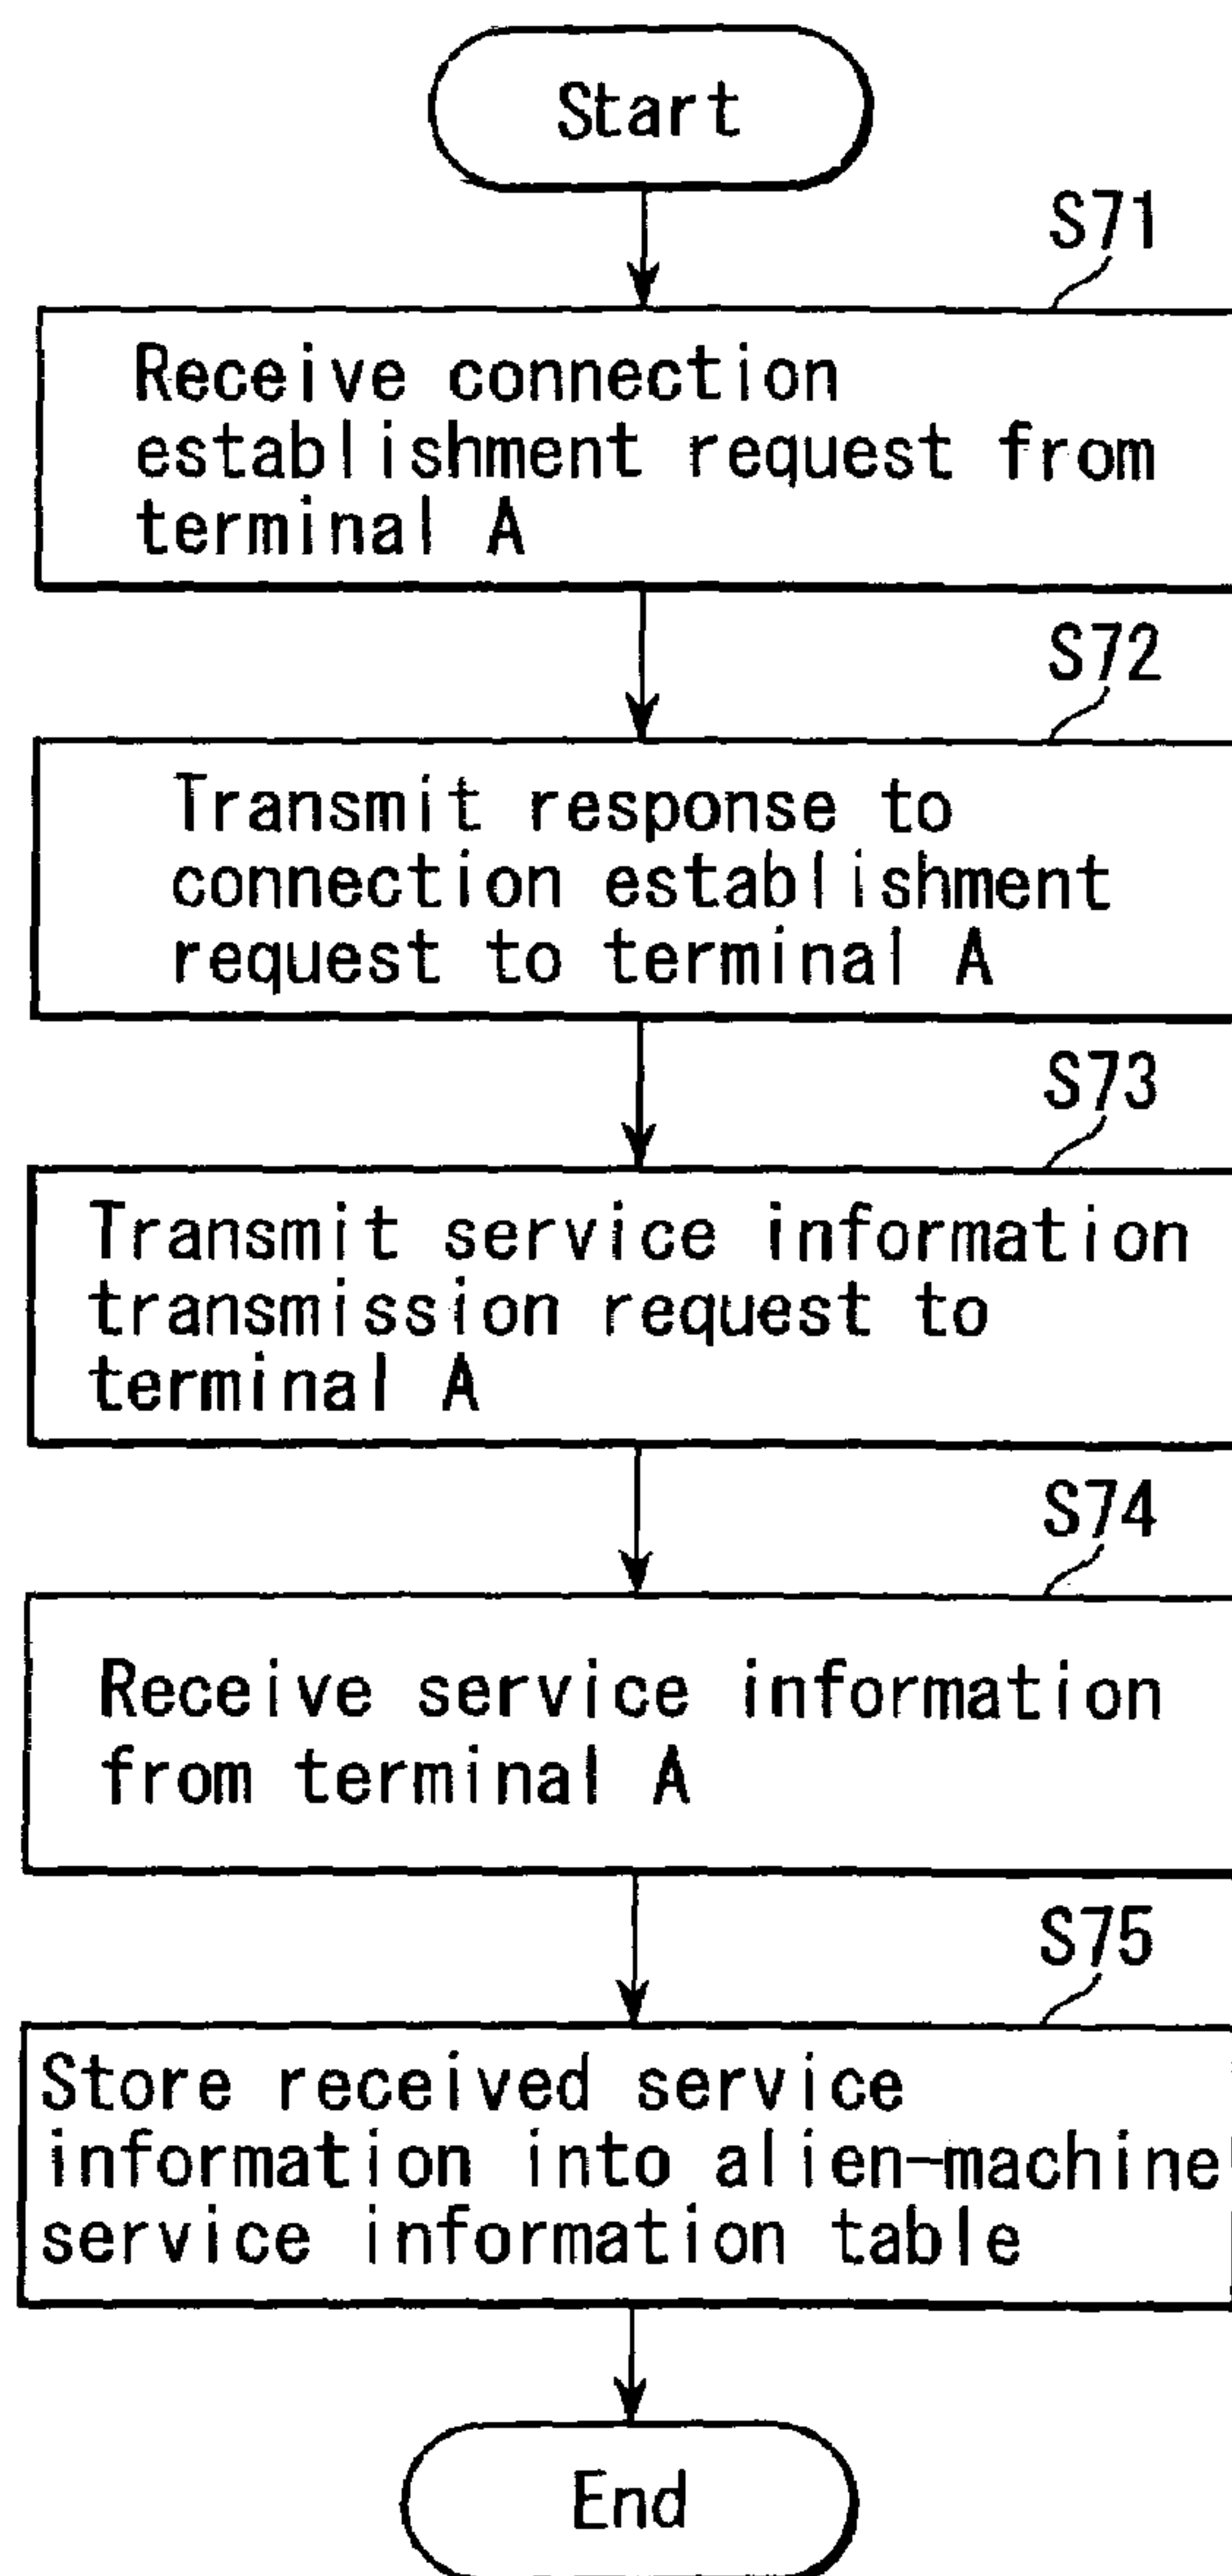 Start
S71
Receive connection
establishment request from
terminal A
S72
Transmit response to
connection establishment
request to terminal A
S73
Transmit service information
transmission request to
terminal A
S74
Receive service information
from terminal A
S75
Store received service
information into alien-machine
service information table
End